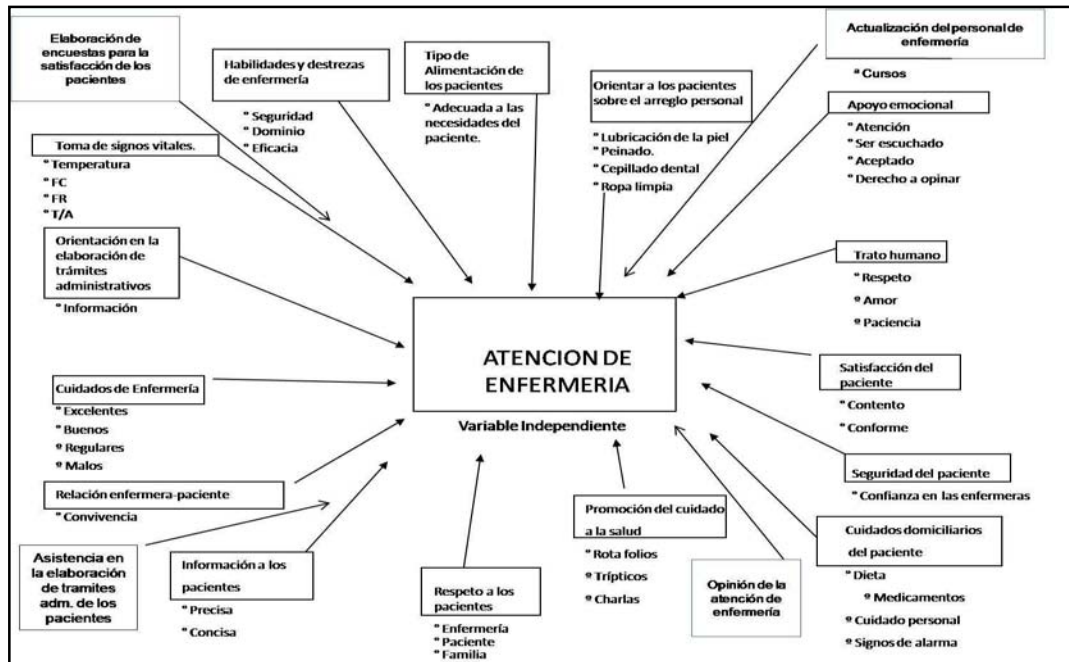 Elaboración de
encuestas para la
satisfacción de los
pacientes
Habilidades y destrezas
de enfermería
° Seguridad
° Dominio
° Eficacia
Tipo de
Alimentación de
los pacientes
° Adecuada a las
necesidades del
paciente.
Orientar a los pacientes
sobre el arreglo personal
° Lubricación de la piel
° Peinado.
° Cepillado dental
° Ropa limpia
Actualización del personal de
enfermería
° Cursos
Apoyo emocional
° Atención
° Ser escuchado
° Aceptado
° Derecho a opinar
Toma de signos vitales.
° Temperatura
° FC
° FR
° T/A
Orientación en la
elaboración de
trámites
administrativos
° Información
Trato humano
° Respeto
º Amor
º Paciencia
ATENCION DE
ENFERMERIA
Variable Independiente
Satisfacción del
paciente
° Contento
° Conforme
Cuidados de Enfermería
° Excelentes
° Buenos
º Regulares
º Malos
Seguridad del paciente
° Confianza en las enfermeras
Relación enfermera-paciente
° Convivencia
Asistencia en
la elaboración
de tramites
adm. de los
pacientes
Información a los
pacientes
° Precisa
° Concisa
Respeto a los
pacientes
° Enfermería
° Paciente
° Familia
Promoción del cuidado
a la salud
° Rota folios
º Trípticos
º Charlas
Opinión de la
atención de
enfermería
Cuidados domiciliarios
del paciente
° Dieta
º Medicamentos
º Cuidado personal
º Signos de alarma